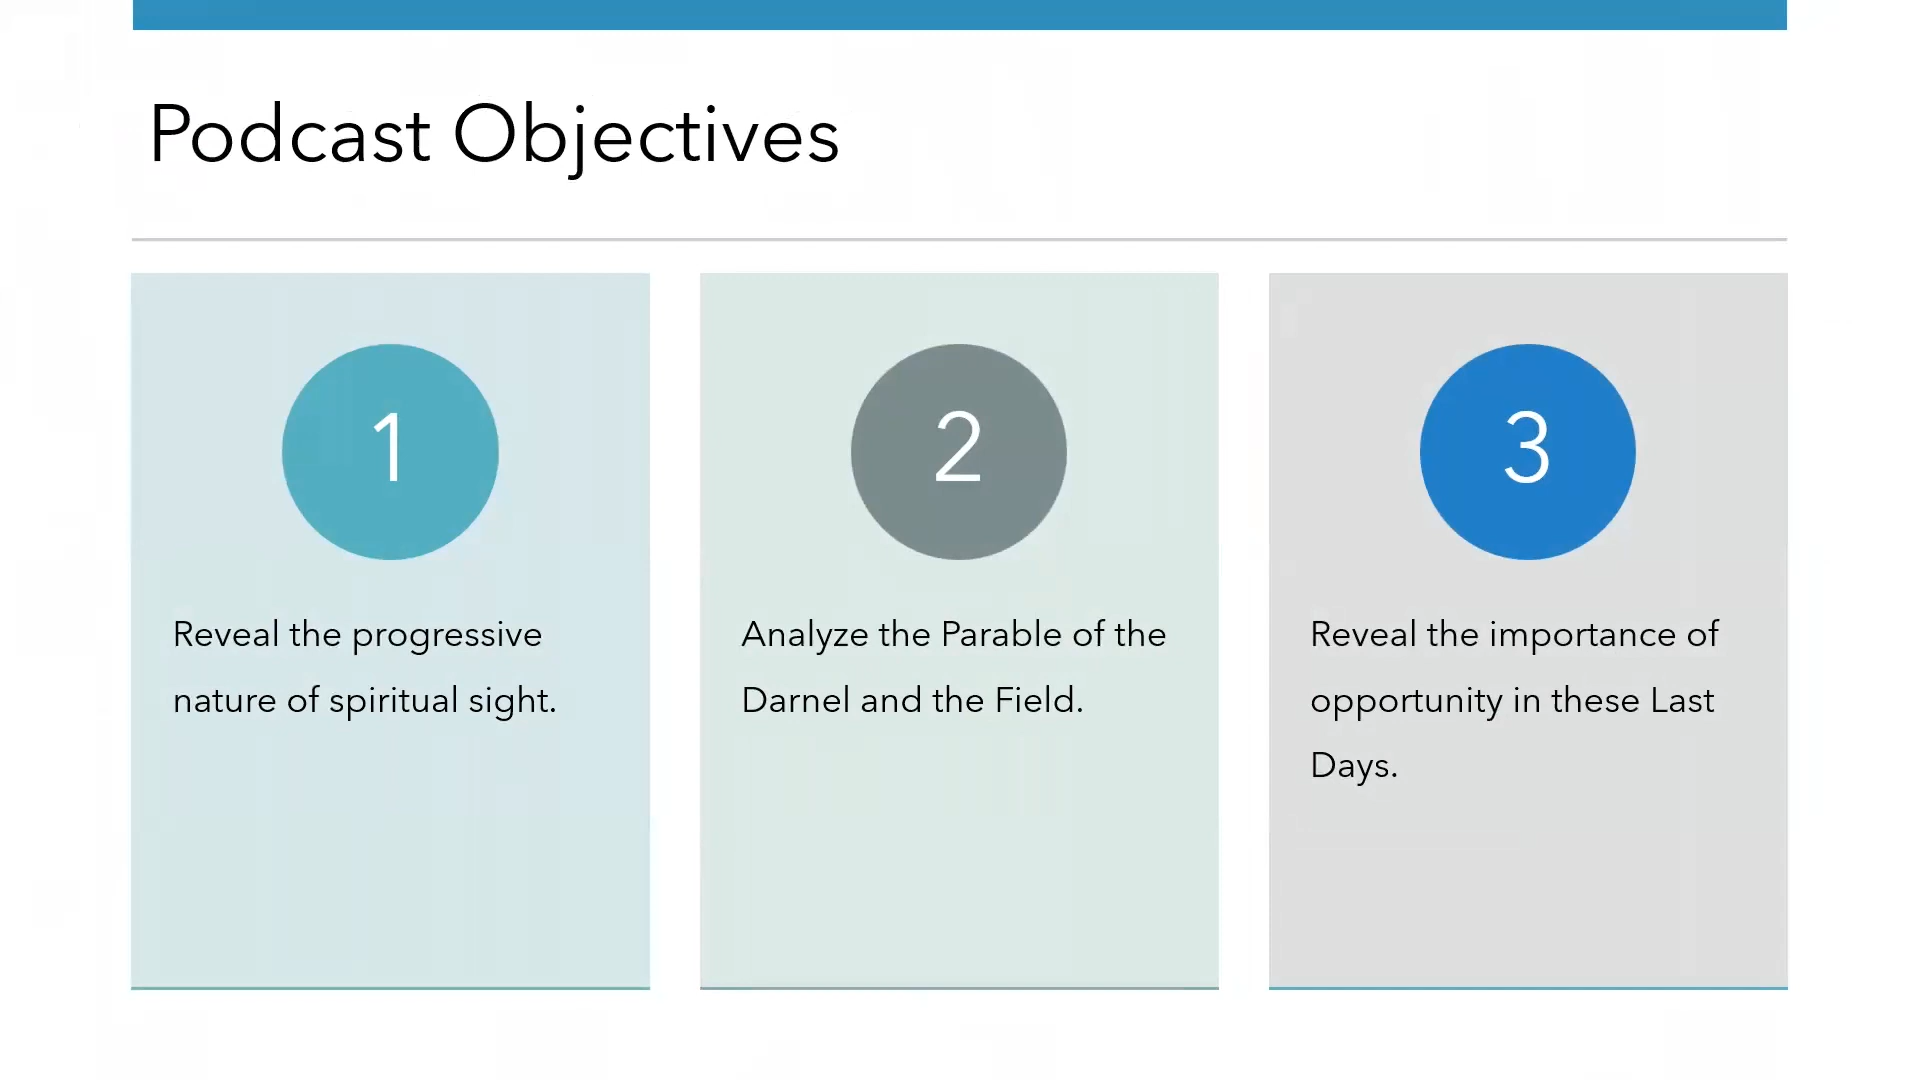 Podcast Objectives
1
Reveal the progressive
nature of spiritual sight.
2
Analyze the Parable of the
Darnel and the Field.
3
Reveal the importance of
opportunity in these Last
Days.